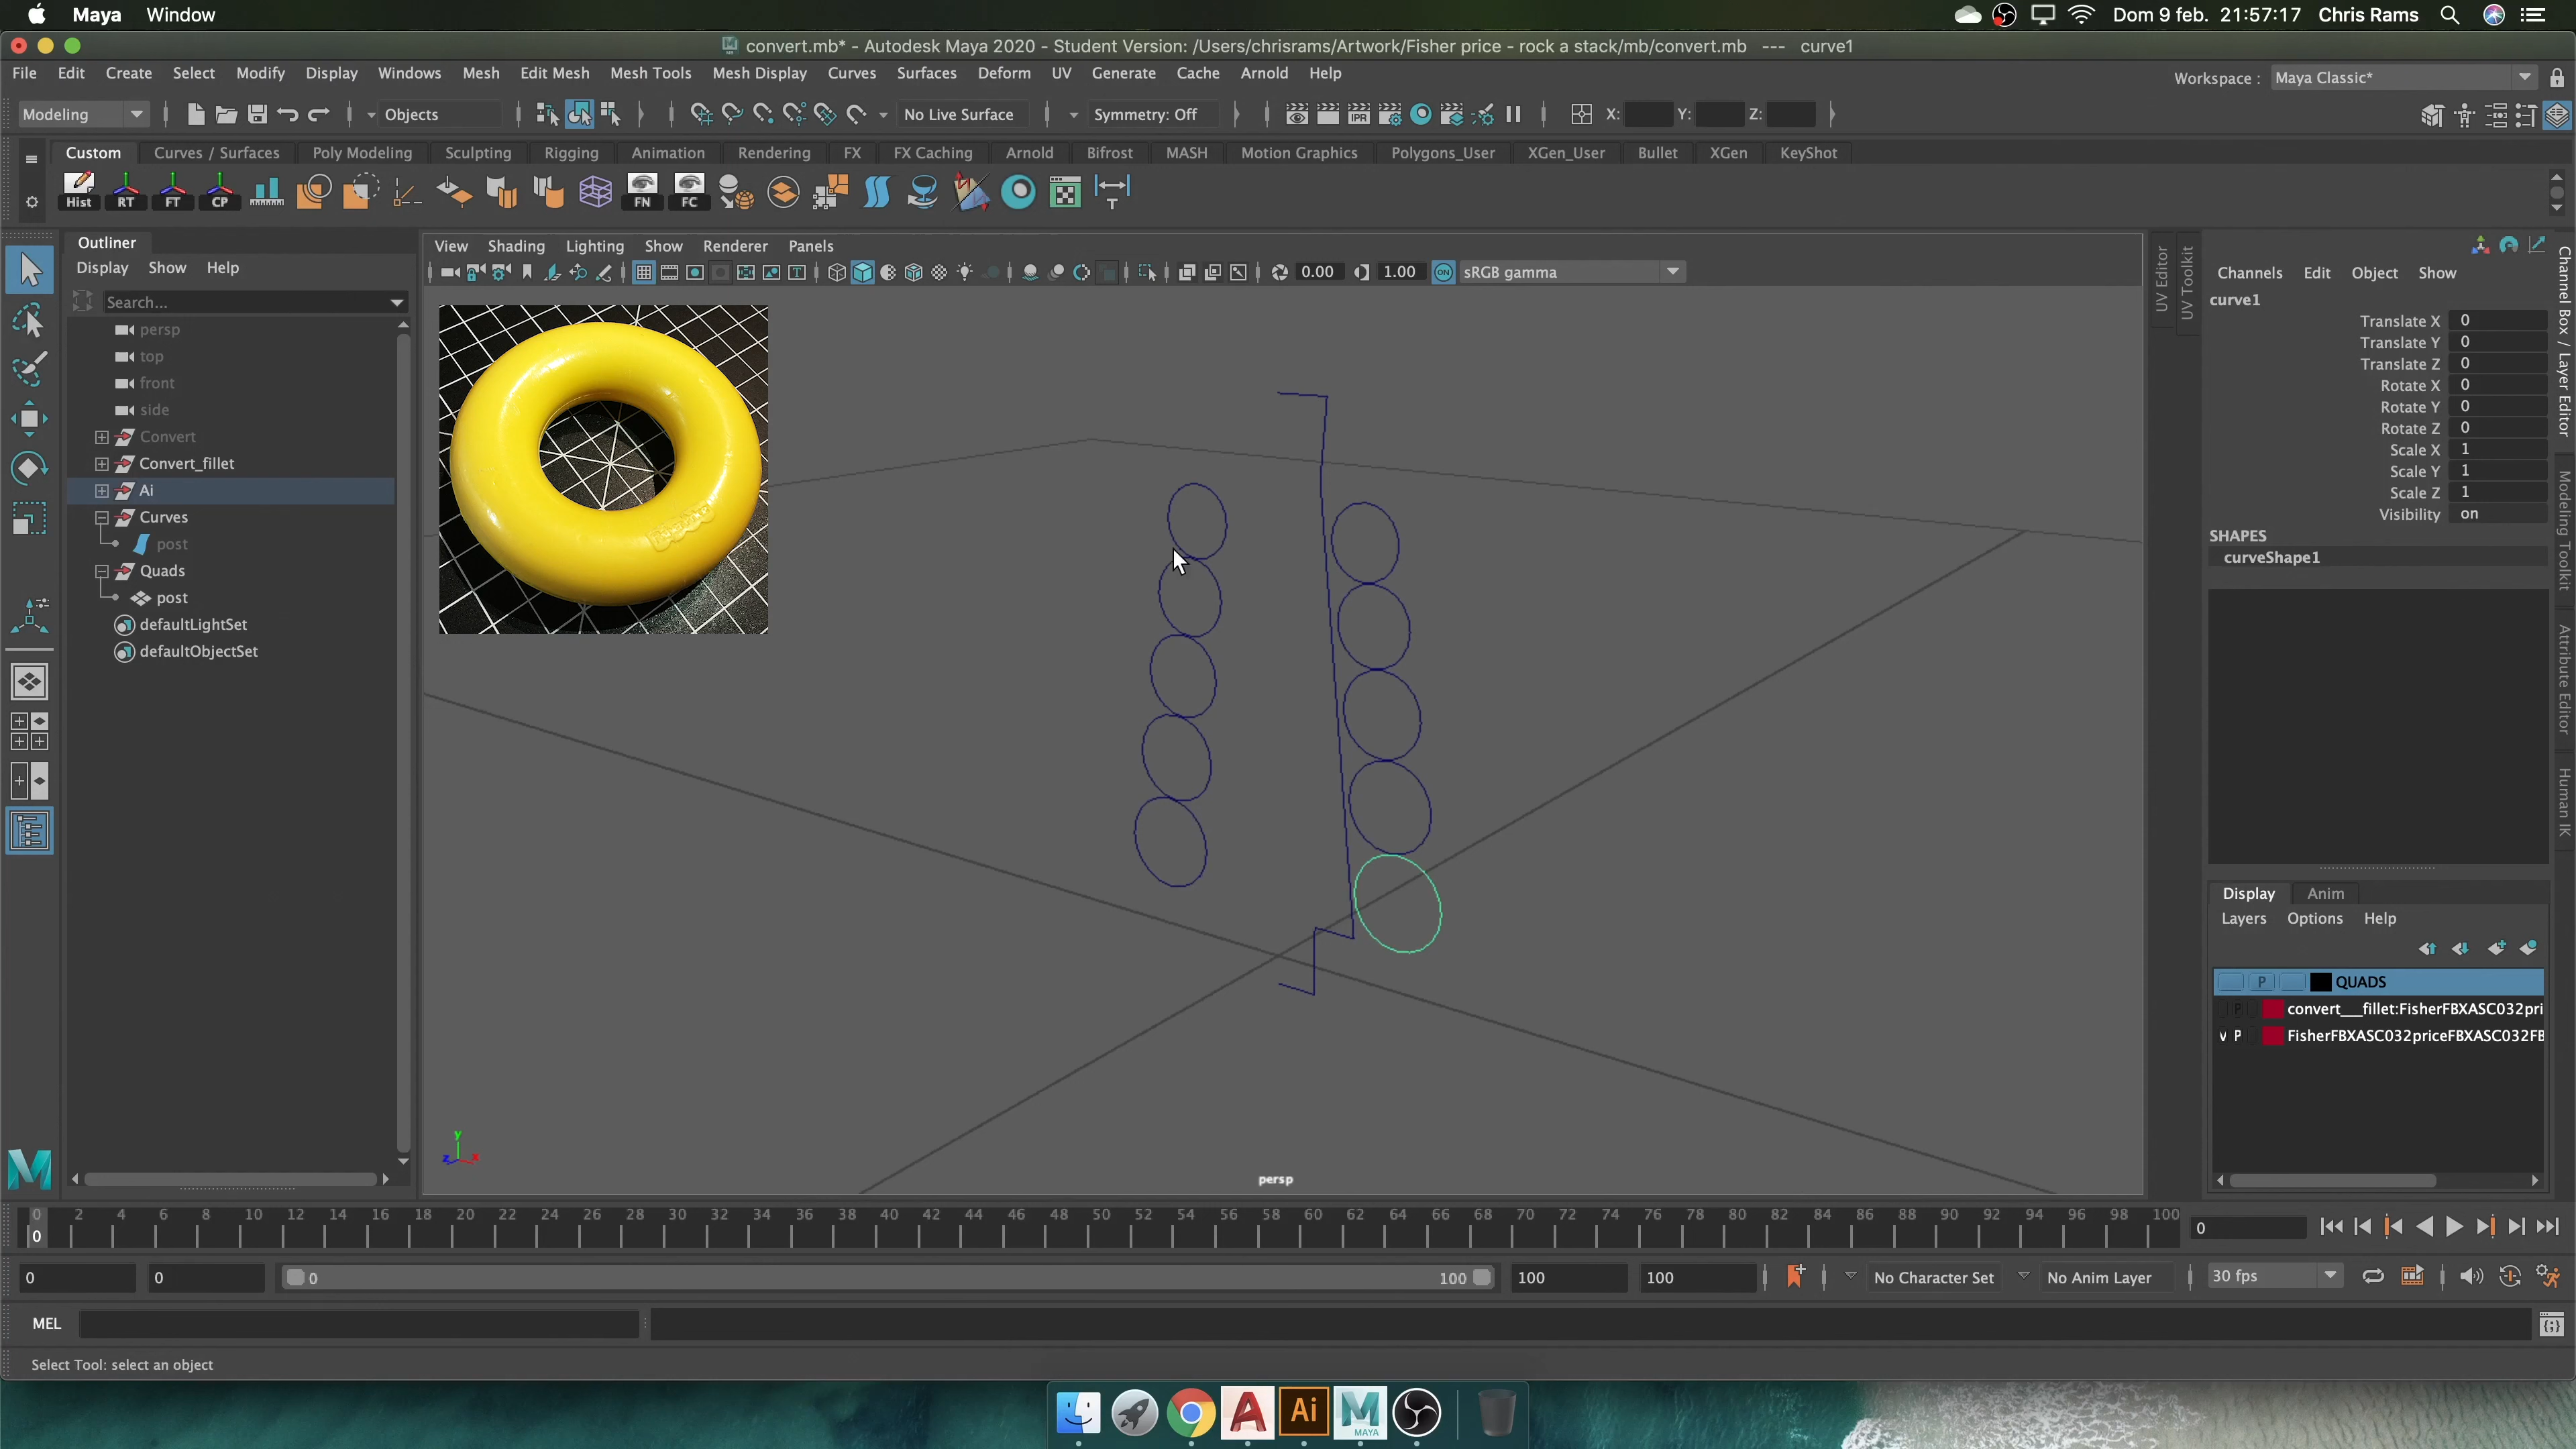 Maya Window
Dom 9 feb. 21:57:17 Chris Rams
convert.mb* - Autodesk Maya 2020 - Student Version: /Users/chrisrams/Artwork/Fisher price - rock a stack/mb/convert.mb --- curve1
File Edit Create Select Modify Display Windows Mesh Edit Mesh Mesh Tools Mesh Display Curves Surfaces Deform UV Generate Cache Arnold Help
Workspace : Maya Classic*
Modeling Objects No Live Surface Symmetry: Off IPR X: Y: Z:
Custom Curves / Surfaces Poly Modeling Sculpting Rigging Animation Rendering FX FX Caching Arnold Bifrost MASH Motion Graphics Polygons_User XGen_User Bullet XGen KeyShot
Hist RT FT CP FN FC T
Outliner
Display Show Help
Search...
persp
top
front
side
Convert
Convert_fillet
Ai
Curves
post
Quads
post
defaultLightSet
defaultObjectSet
View Shading Lighting Show Renderer Panels
0.00 1.00 ON sRGB gamma
y
z x
persp
UV Editor
UV Toolkit
Channels Edit Object Show
curve1
Translate X 0
Translate Y 0
Translate Z 0
Rotate X 0
Rotate Y 0
Rotate Z 0
Scale X 1
Scale Y 1
Scale Z 1
Visibility on
SHAPES
curveShape1
Display Anim
Layers Options Help
P QUADS
P convert___fillet:FisherFBXASC032pri
V P FisherFBXASC032priceFBXASC032FB
Channel Box / Layer Editor
Modeling Toolkit
Attribute Editor
Human IK
0 2 4 6 8 10 12 14 16 18 20 22 24 26 28 30 32 34 36 38 40 42 44 46 48 50 52 54 56 58 60 62 64 66 68 70 72 74 76 78 80 82 84 86 88 90 92 94 96 98 100
0
0
0 0 0 100 100 100 No Character Set No Anim Layer 30 fps
MEL
Select Tool: select an object
Ai
MAYA